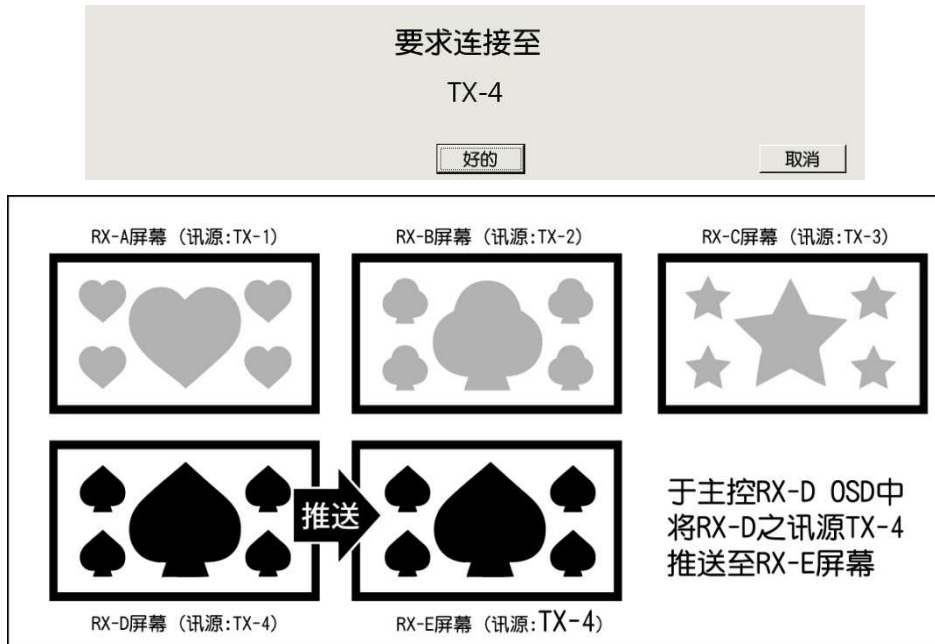 要求连接至
TX-4
好的 取消
RX-A屏幕 (讯源:TX-1) RX-B屏幕 (讯源:TX-2) RX-C屏幕 (讯源:TX-3)
推送
于主控RX-D OSD中
将RX-D之讯源TX-4
推送至RX-E屏幕
RX-D屏幕 (讯源:TX-4) RX-E屏幕 (讯源:TX-4)